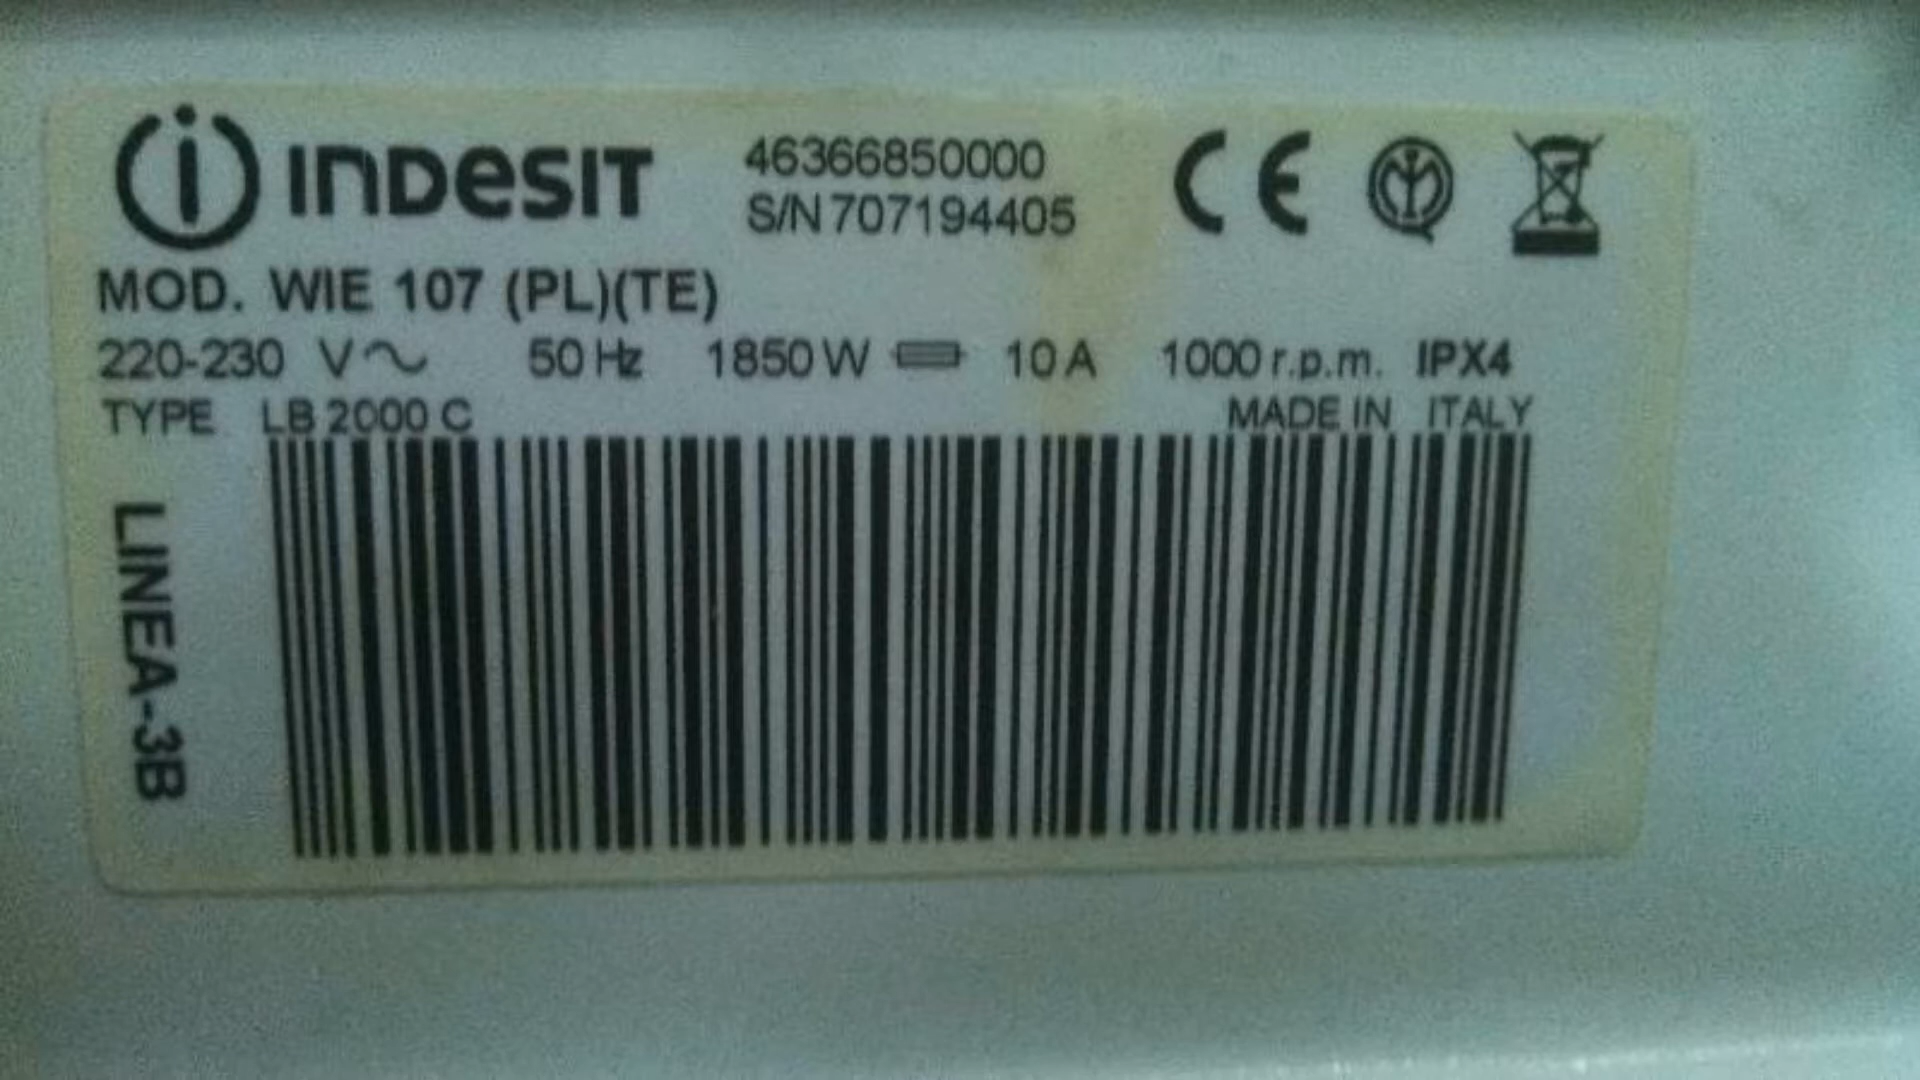 INDESIT 46366850000
S/N 707194405
MOD. WIE 107 (PL)(TE)
220-230 V~ 50 Hz 1850 W 10 A 1000 r.p.m. IPX4
TYPE LB 2000 C MADE IN ITALY
LINEA-3B